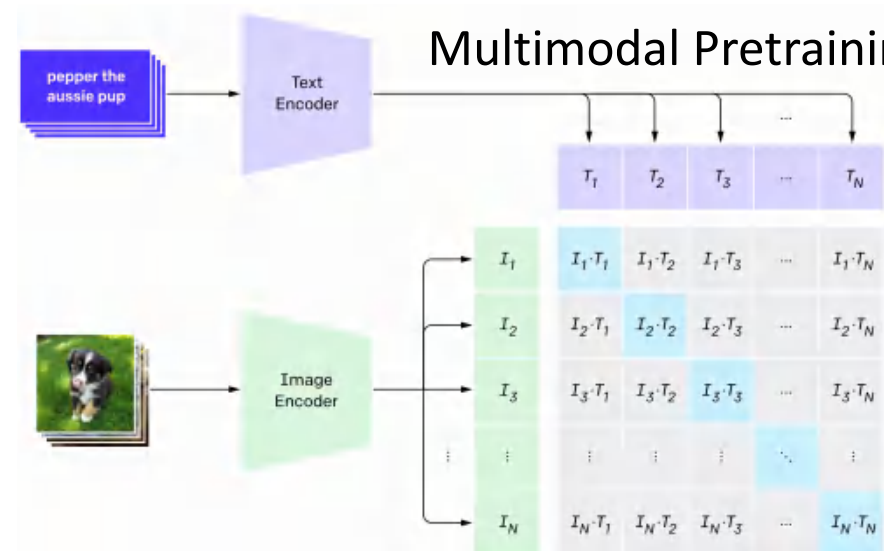 Multimodal Pretraini
pepper the
aussie pup
Text
Encoder
...
T1 T2 T3 ... TN
I1 I1·T1 I1·T2 I1·T3 ... I1·TN
I2 I2·T1 I2·T2 I2·T3 ... I2·TN
Image
Encoder
I3 I3·T1 I3·T2 I3·T3 ... I3·TN
⋮ ⋮ ⋮ ⋮ ⋮ ⋱ ⋮
IN IN·T1 IN·T2 IN·T3 ... IN·TN